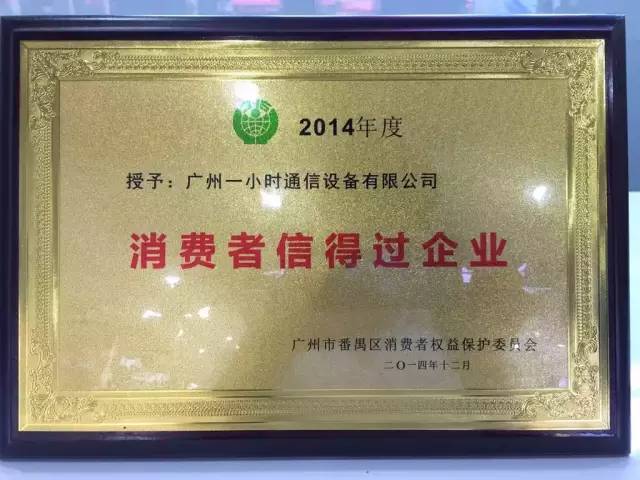 2014年度
授予：广州一小时通信设备有限公司
消费者信得过企业
广州市番禺区消费者权益保护委员会
二〇一四年十二月